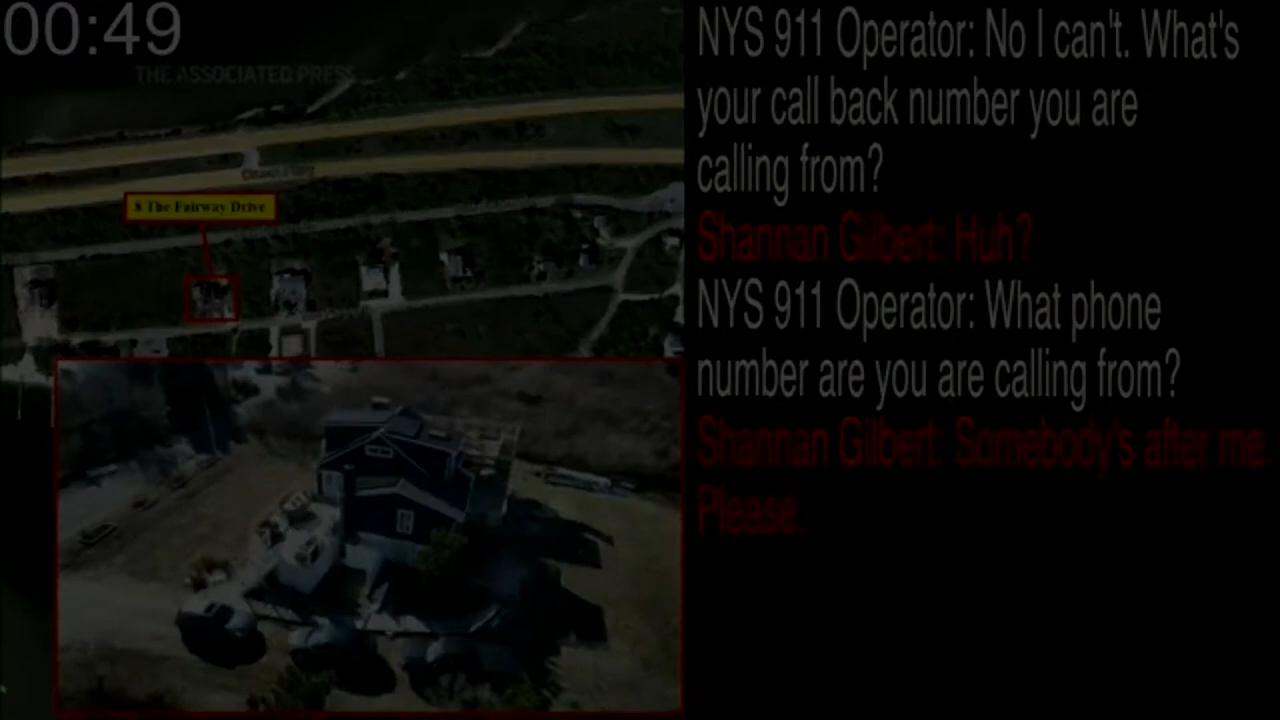 00:49
THE ASSOCIATED PRESS
Ocean Pkwy
8 The Fairway Drive
NYS 911 Operator: No I can't. What's
your call back number you are
calling from?
Shannan Gilbert: Huh?
NYS 911 Operator: What phone
number are you are calling from?
Shannan Gilbert: Somebody's after me.
Please.